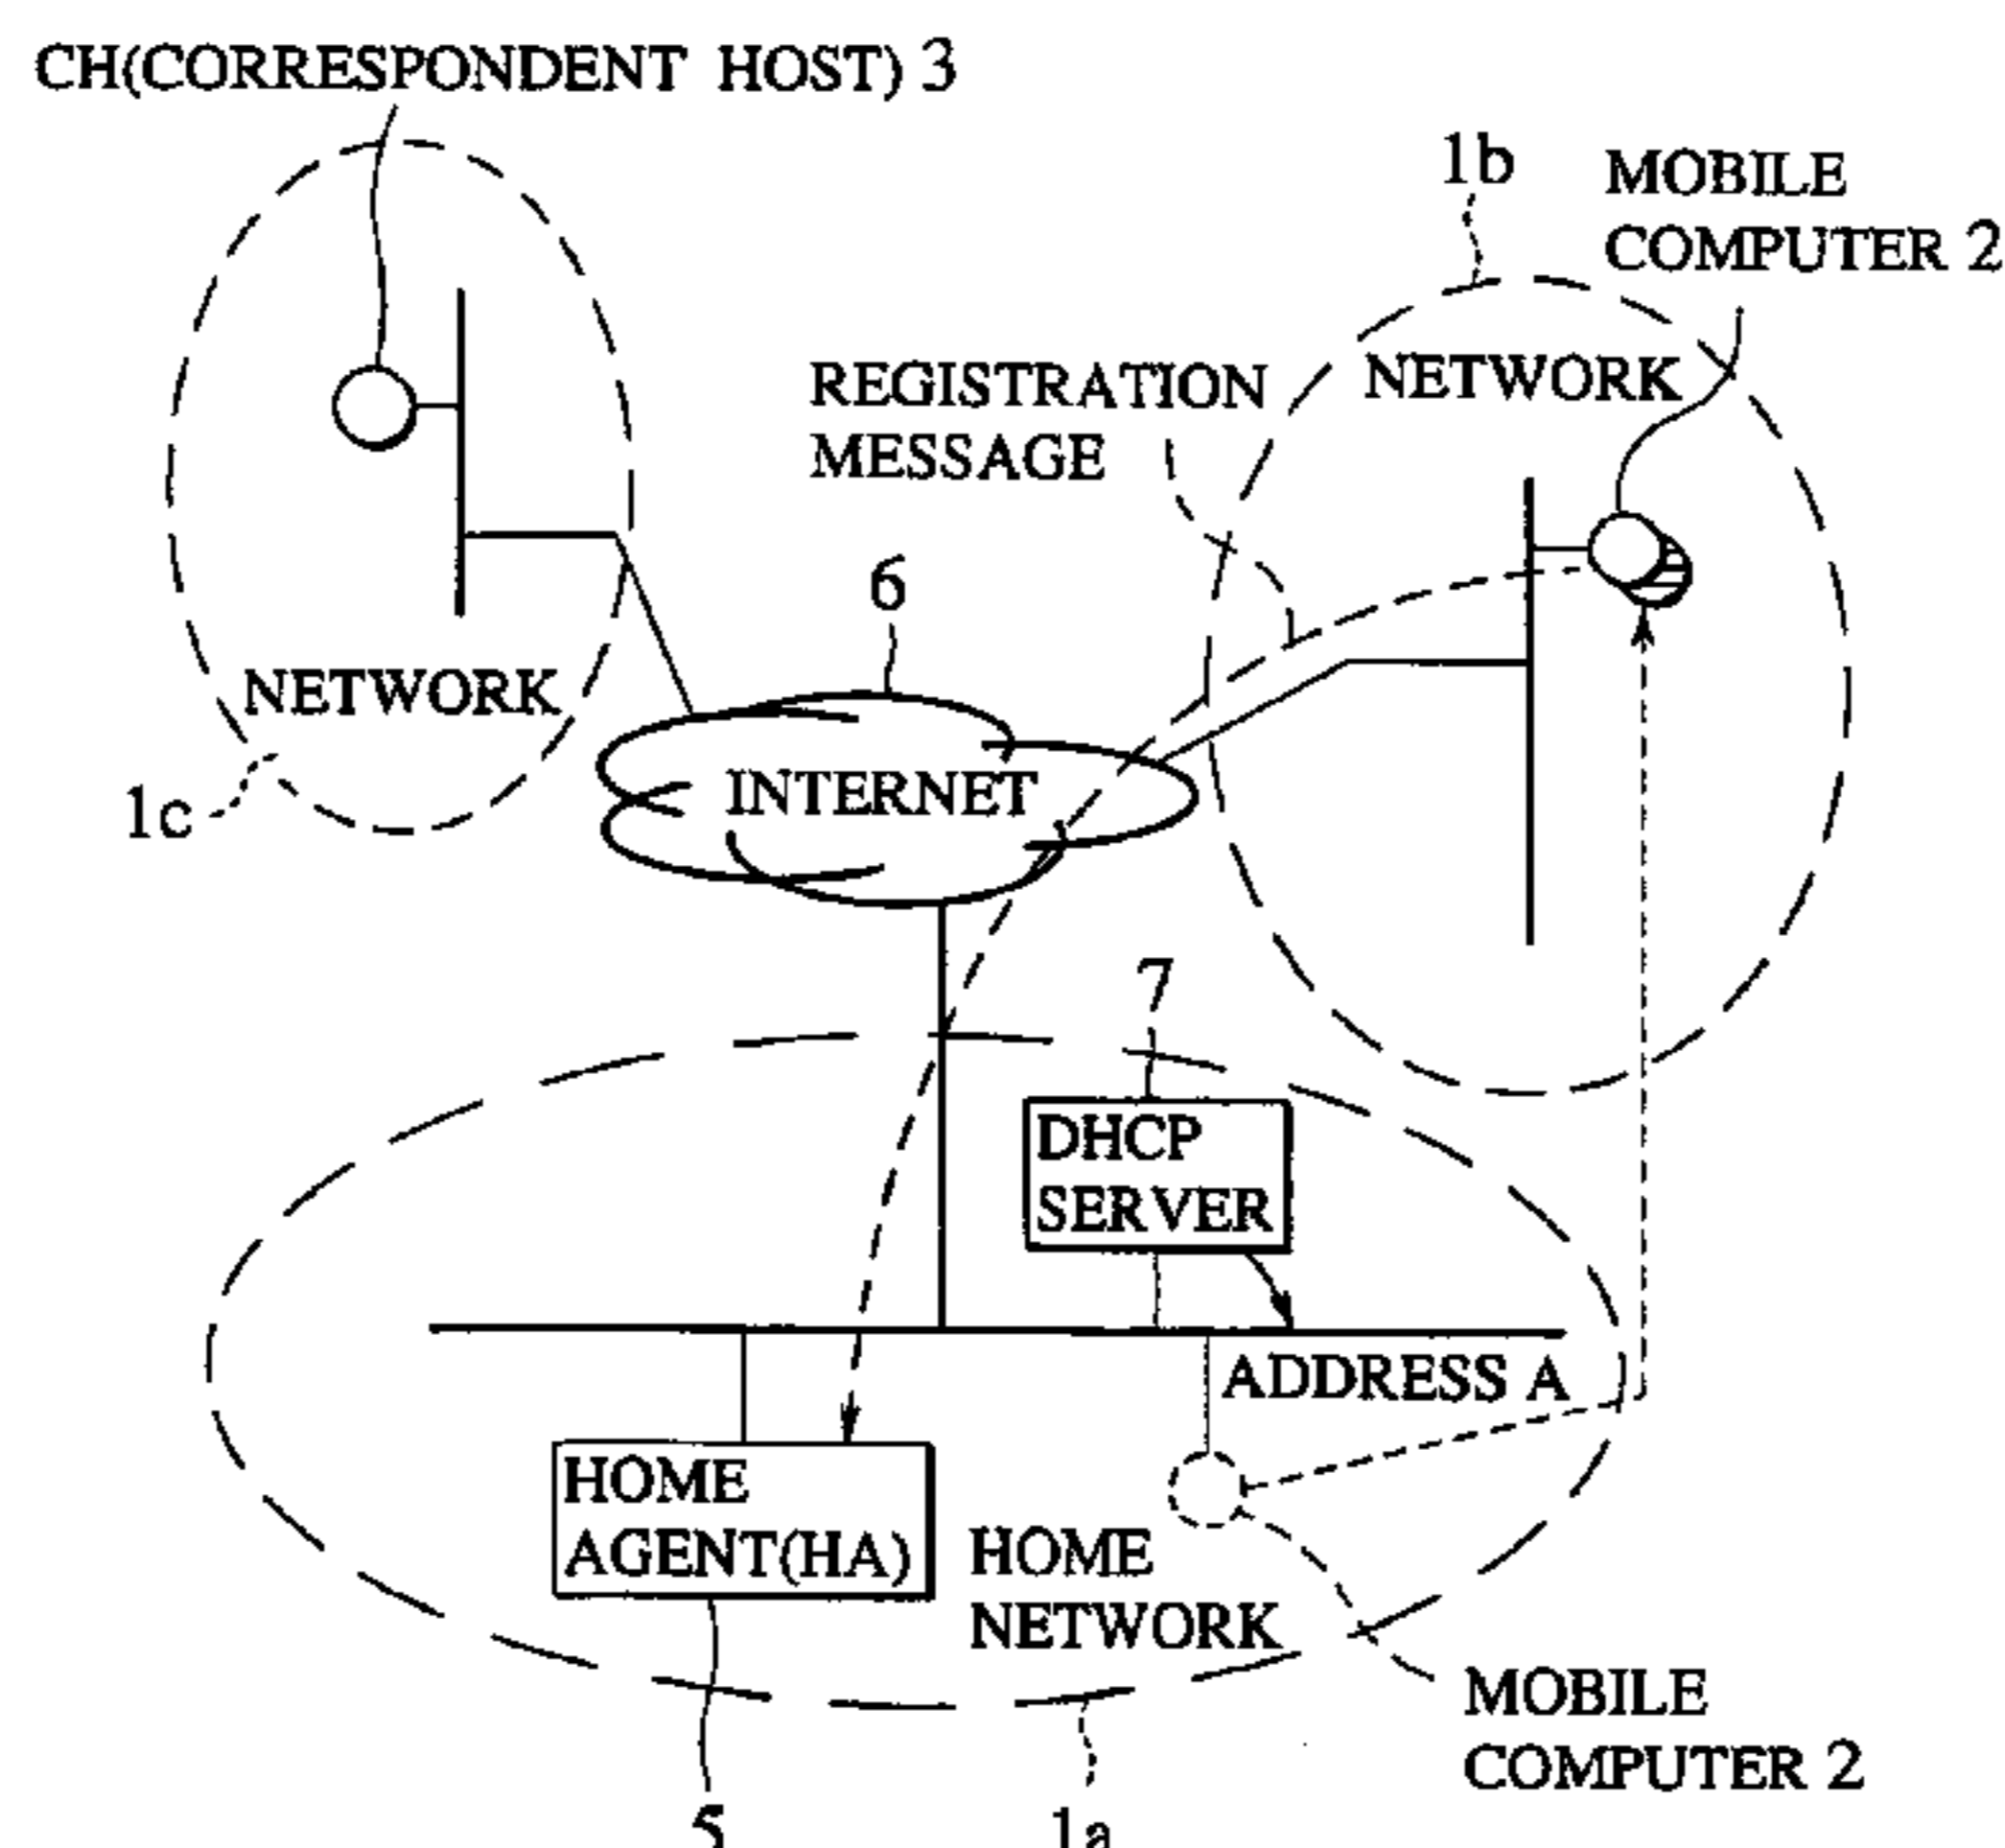 CH(CORRESPONDENT HOST) 3
1b
MOBILE
COMPUTER 2
NETWORK
REGISTRATION
MESSAGE
6
NETWORK
INTERNET
1c
7
DHCP
SERVER
ADDRESS A
HOME
AGENT(HA)
HOME
NETWORK
MOBILE
COMPUTER 2
5
1a